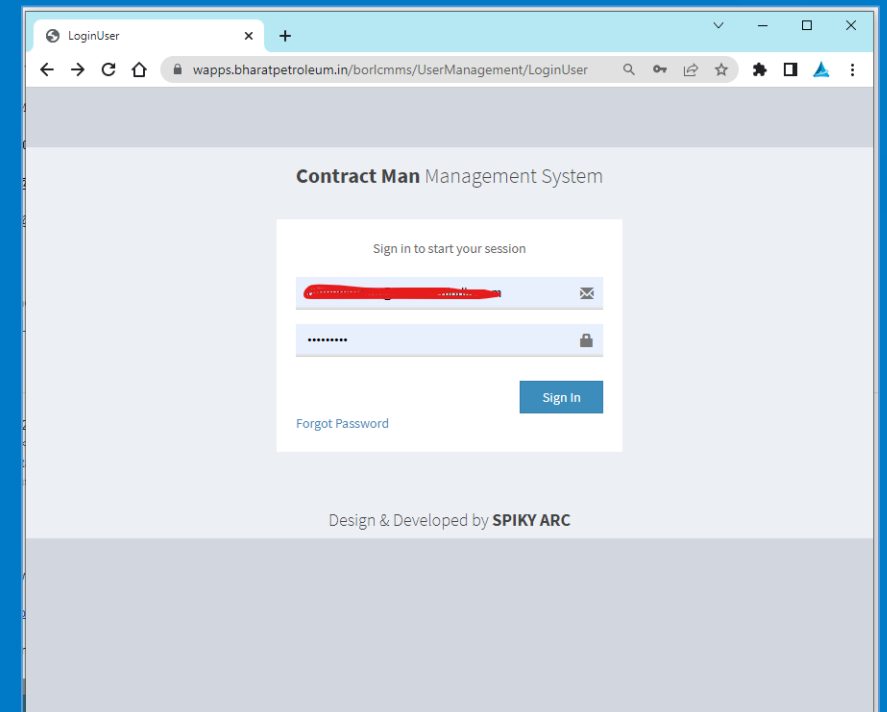 LoginUser
wapps.bharatpetroleum.in/borlcmms/UserManagement/LoginUser
Contract Man Management System
Sign in to start your session
•••••••••
Sign In
Forgot Password
Design & Developed by SPIKY ARC